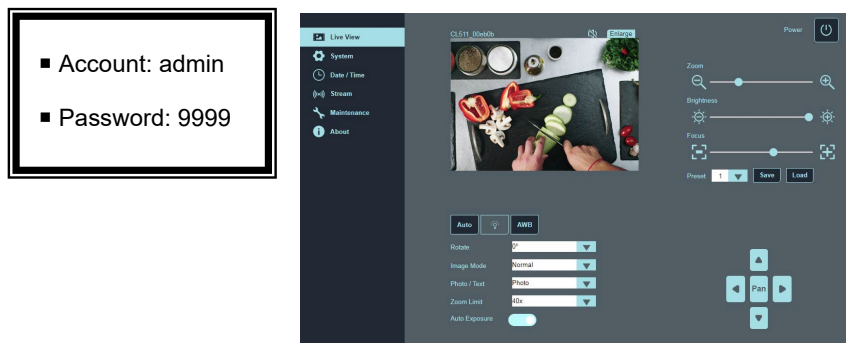 ▪ Account: admin
▪ Password: 9999
Live View
System
Date / Time
Stream
Maintenance
About
CL511_00eb0b
Enlarge
Power
Zoom
Brightness
Focus
Preset 1 Save Load
Auto AWB
Rotate 0°
Image Mode Normal
Photo / Text Photo
Zoom Limit 40x
Auto Exposure
Pan